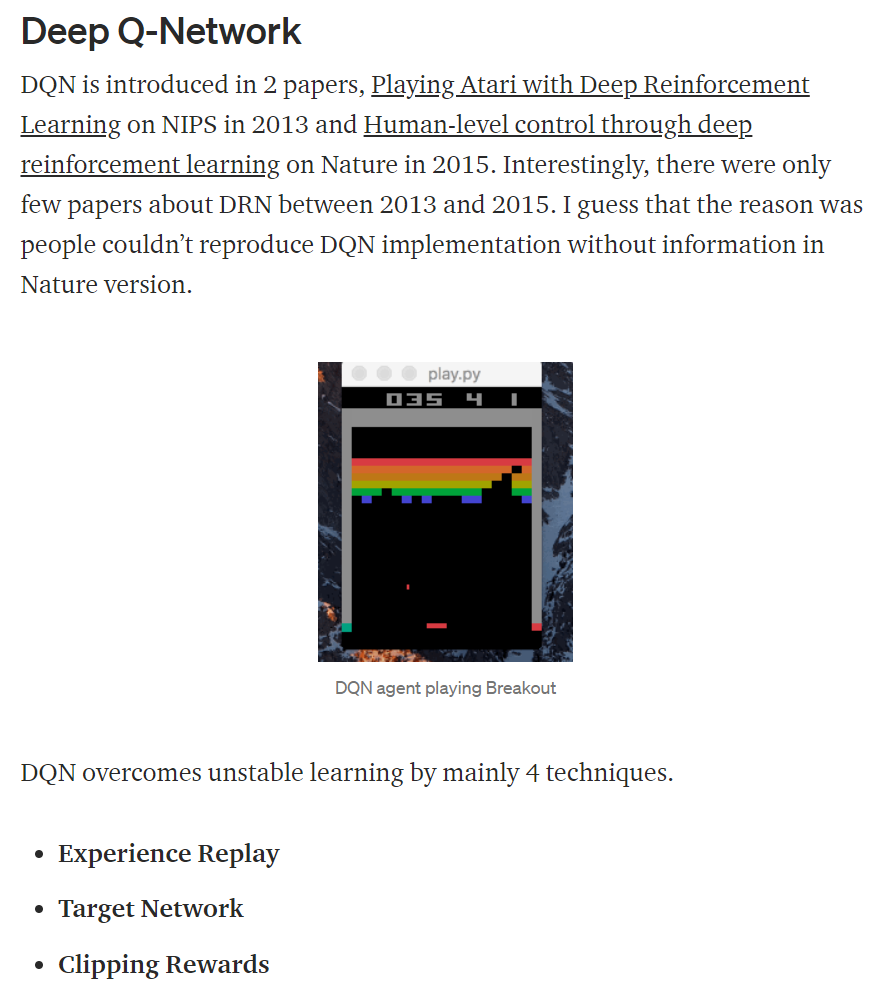 Deep Q-Network
DQN is introduced in 2 papers, Playing Atari with Deep Reinforcement
Learning on NIPS in 2013 and Human-level control through deep
reinforcement learning on Nature in 2015. Interestingly, there were only
few papers about DRN between 2013 and 2015. I guess that the reason was
people couldn’t reproduce DQN implementation without information in
Nature version.
play.py
035 4 1
DQN agent playing Breakout
DQN overcomes unstable learning by mainly 4 techniques.
• Experience Replay
• Target Network
• Clipping Rewards